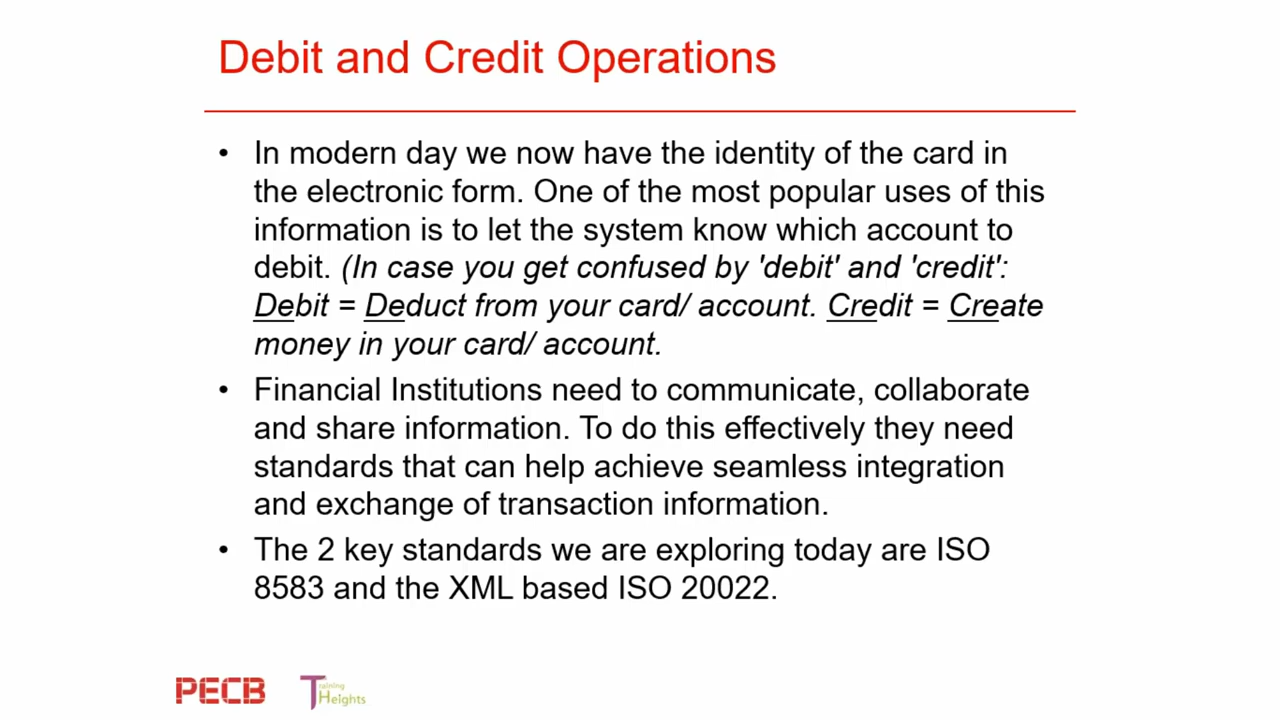 Debit and Credit Operations
• In modern day we now have the identity of the card in
the electronic form. One of the most popular uses of this
information is to let the system know which account to
debit. (In case you get confused by 'debit' and 'credit':
Debit = Deduct from your card/ account. Credit = Create
money in your card/ account.
• Financial Institutions need to communicate, collaborate
and share information. To do this effectively they need
standards that can help achieve seamless integration
and exchange of transaction information.
• The 2 key standards we are exploring today are ISO
8583 and the XML based ISO 20022.
PECB
Training
Heights